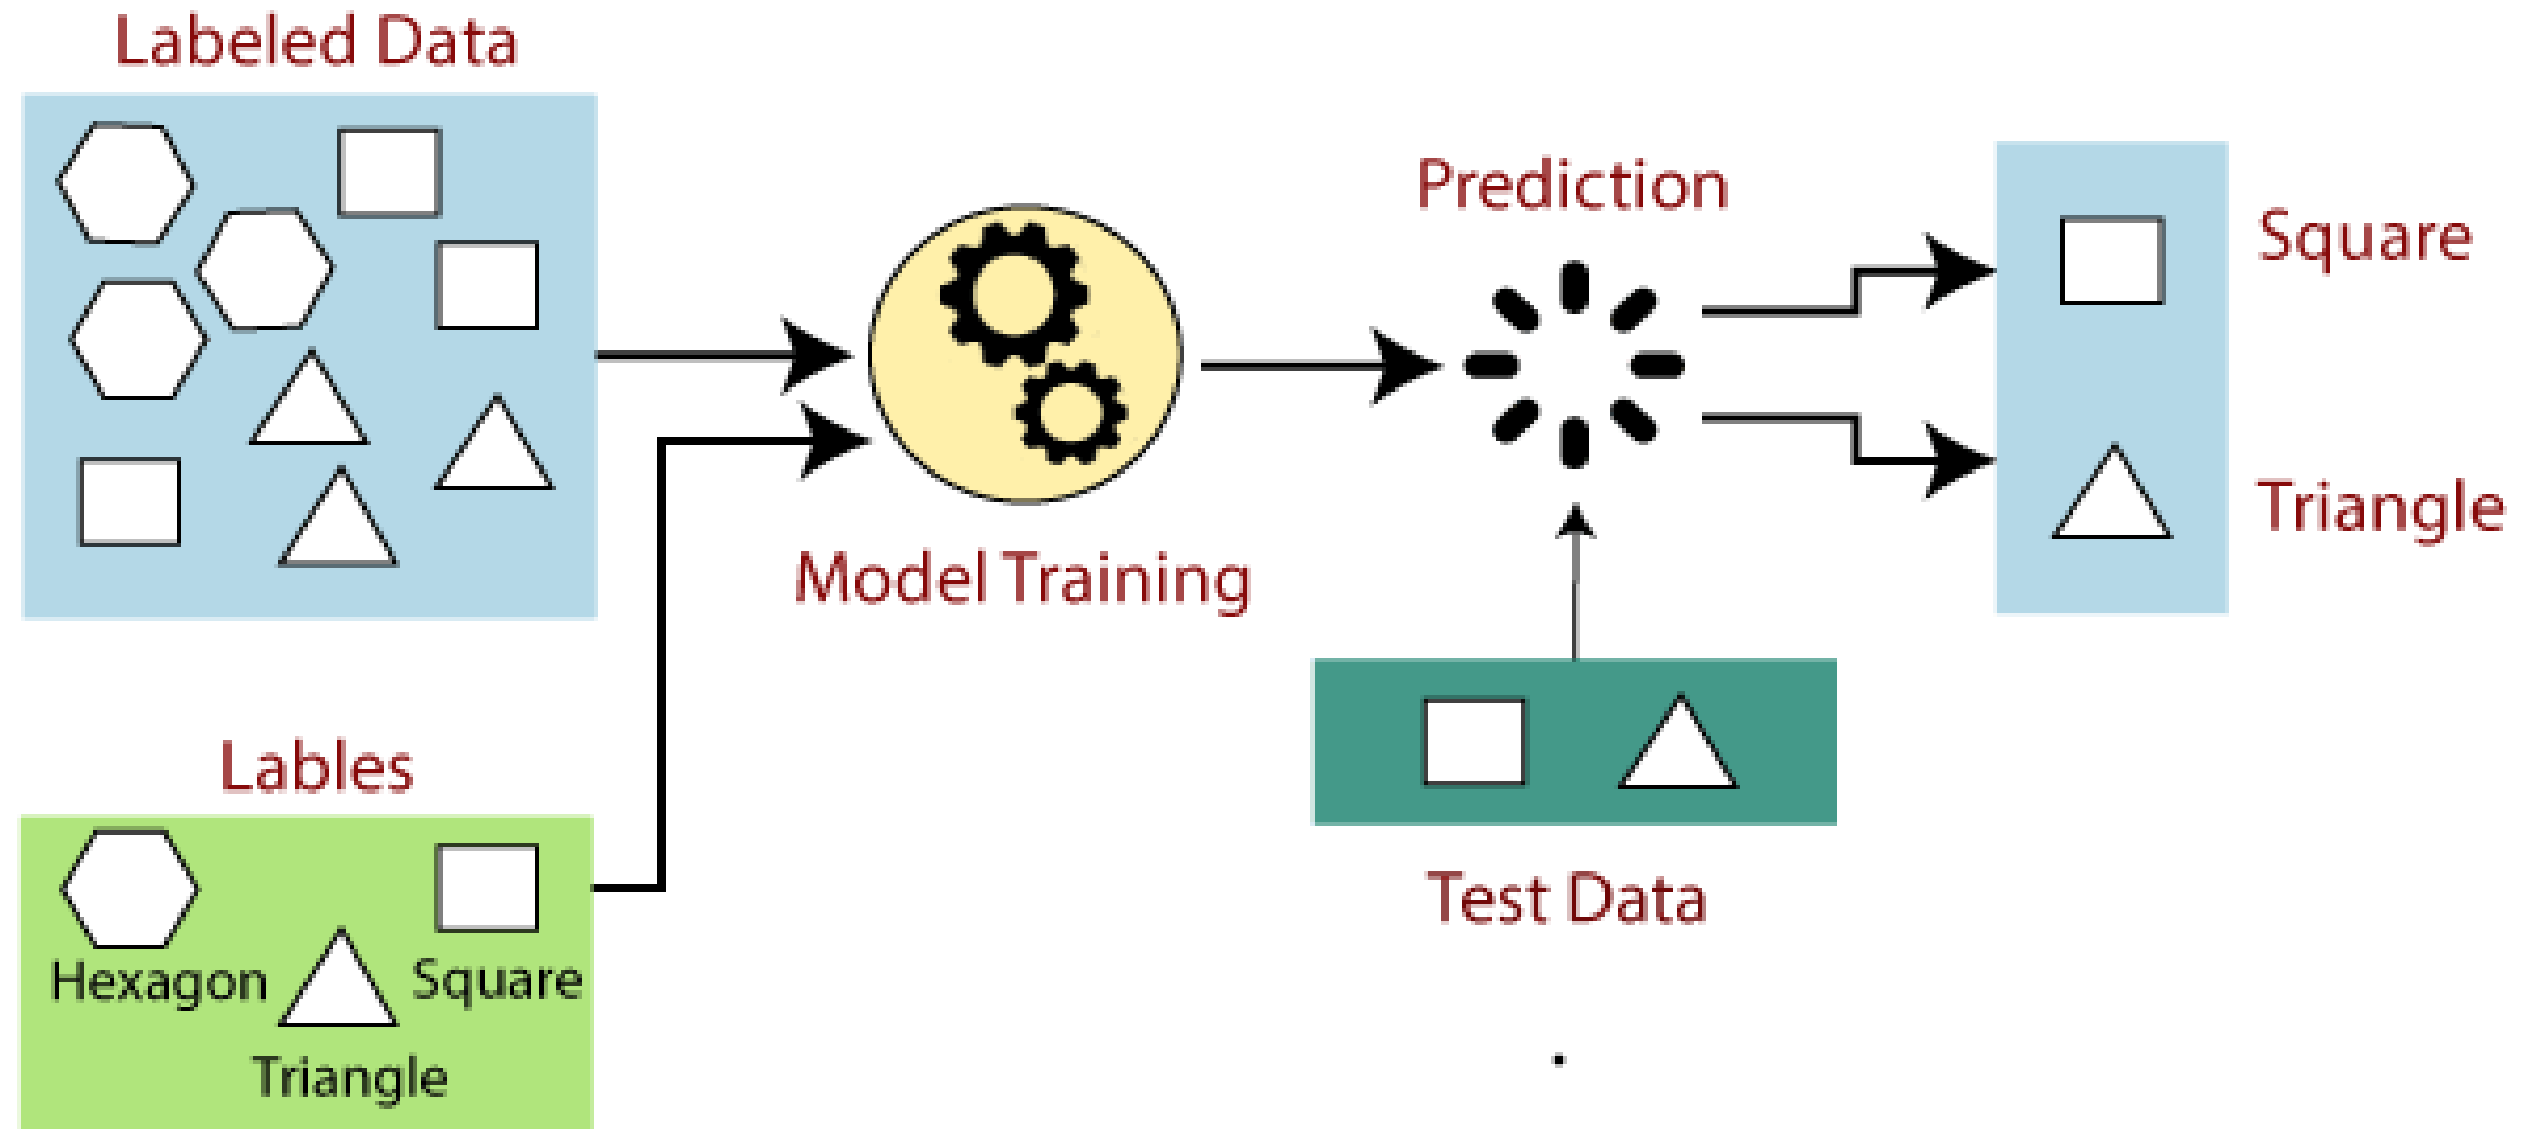 Labeled Data
Prediction
Square
Triangle
Model Training
Lables
Hexagon
Square
Triangle
Test Data